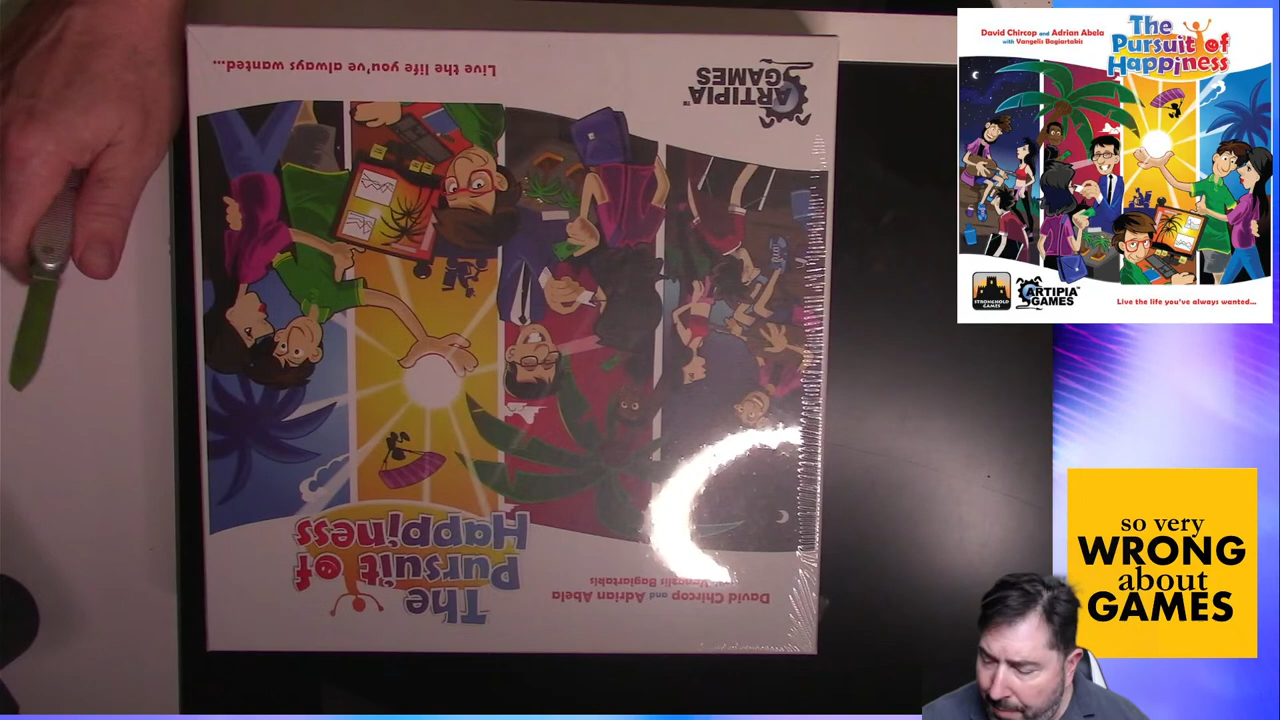 Live the life you've always wanted...
ARTIPIA™
GAMES
The
Pursuit of
Happiness
David Chircop and Adrian Abela
Vangelis Bagiartakis
David Chircop and Adrian Abela
with Vangelis Bagiartakis
The
Pursuit of
Happiness
STRONGHOLD
GAMES
ARTIPIA™
GAMES
Live the life you've always wanted...
so very
WRONG
about
GAMES